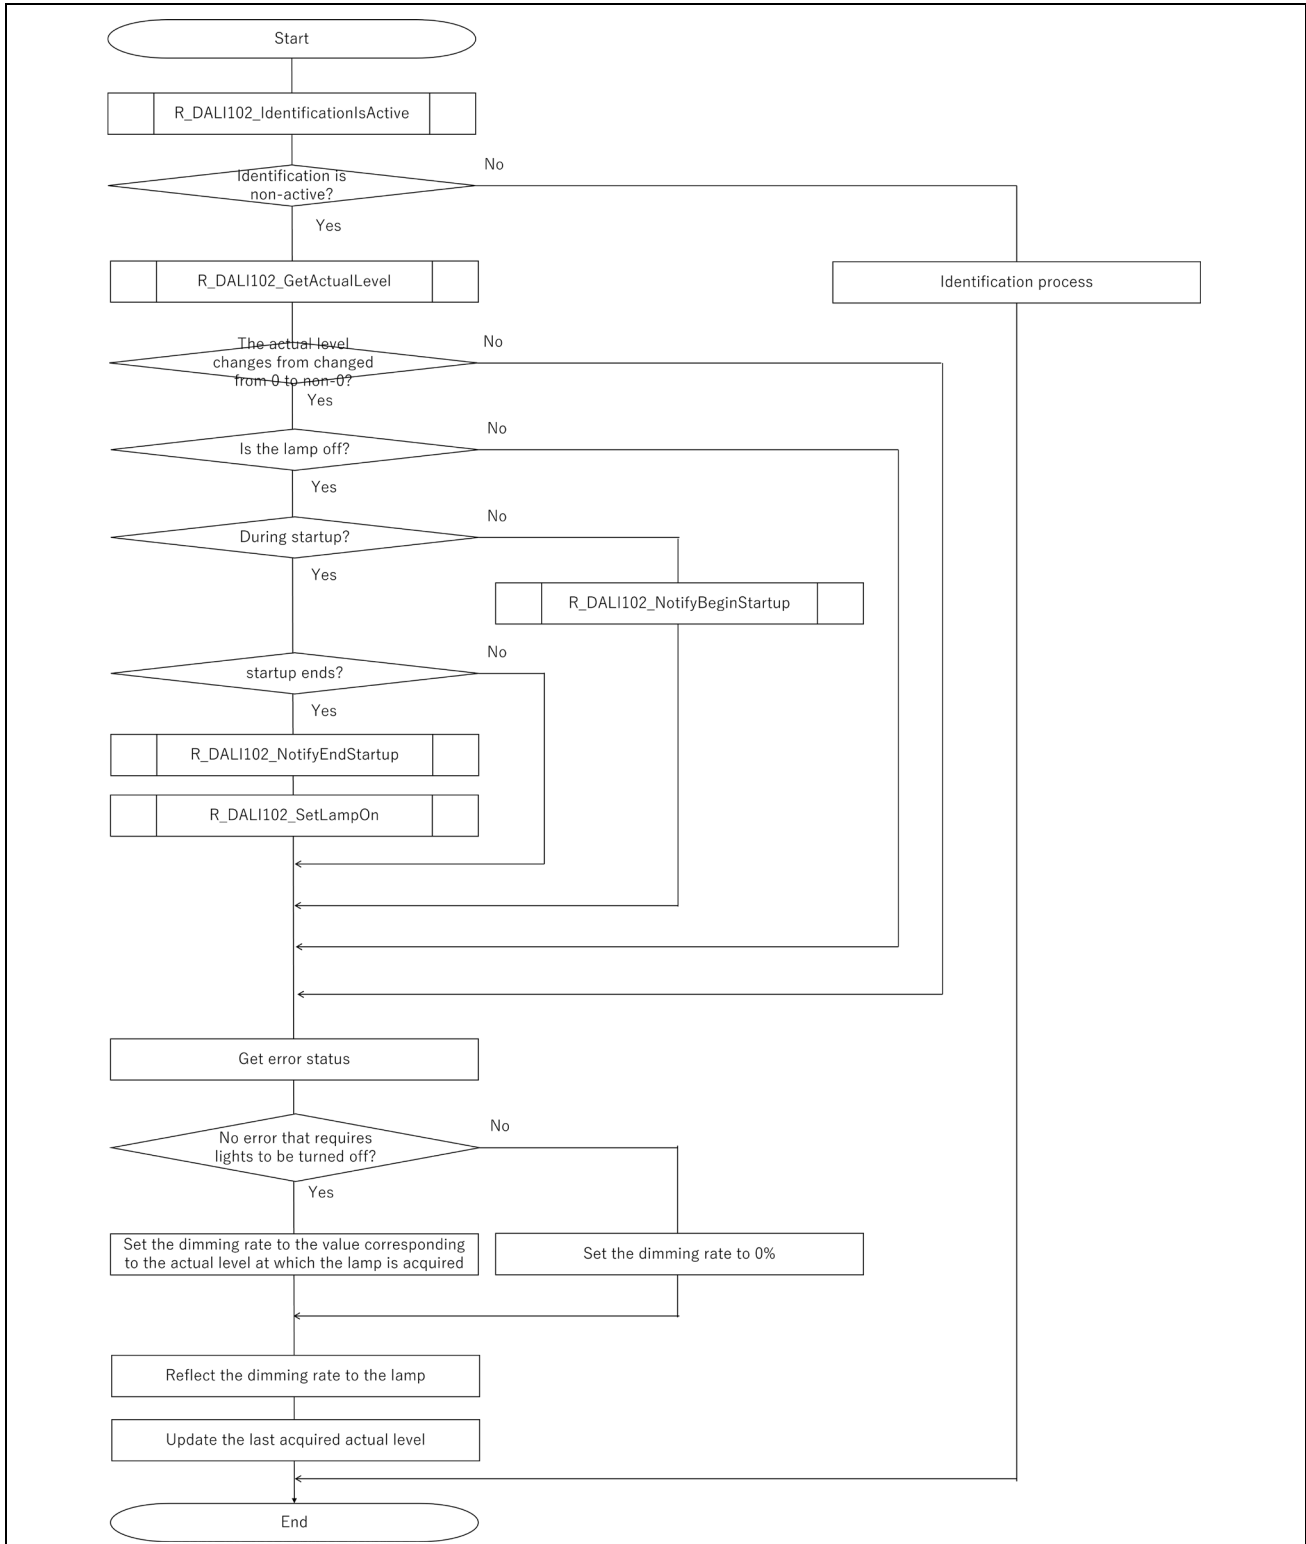 Start
R_DALI102_IdentificationIsActive
No
Identification is
non-active?
Yes
R_DALI102_GetActualLevel
Identification process
No
The actual level
changes from changed
from 0 to non-0?
Yes
No
Is the lamp off?
Yes
No
During startup?
Yes
R_DALI102_NotifyBeginStartup
No
startup ends?
Yes
R_DALI102_NotifyEndStartup
R_DALI102_SetLampOn
Get error status
No
No error that requires
lights to be turned off?
Yes
Set the dimming rate to the value corresponding
to the actual level at which the lamp is acquired
Set the dimming rate to 0%
Reflect the dimming rate to the lamp
Update the last acquired actual level
End